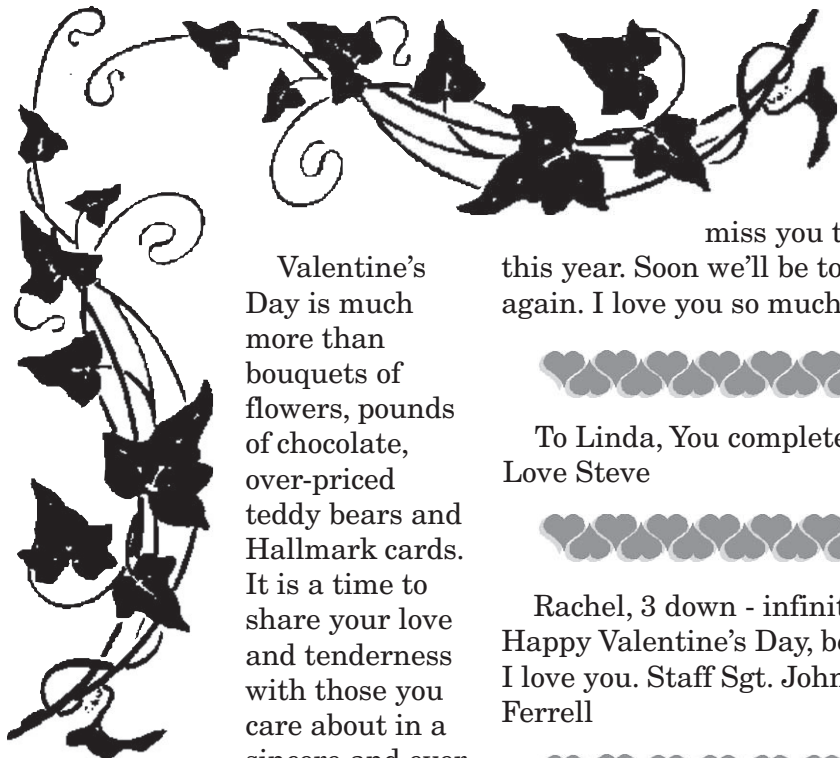 Valentine's
Day is much
more than
bouquets of
flowers, pounds
of chocolate,
over-priced
teddy bears and
Hallmark cards.
It is a time to
share your love
and tenderness
with those you
care about in a
sincere and
miss you
this year. Soon we'll be
again. I love you so much
To Linda, You complete
Love Steve
Rachel, 3 down -
Happy Valentine's Day,
I love you. Staff Sgt. John
Ferrell